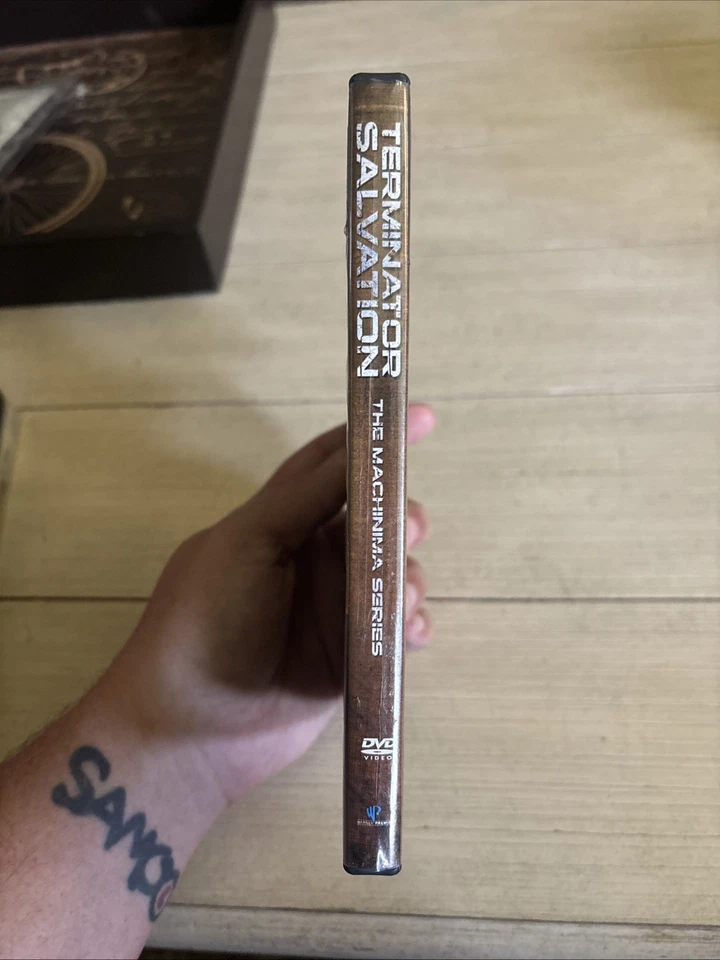 TERMINATOR
SALVATION
THE MACHINIMA SERIES
DVD
VIDEO